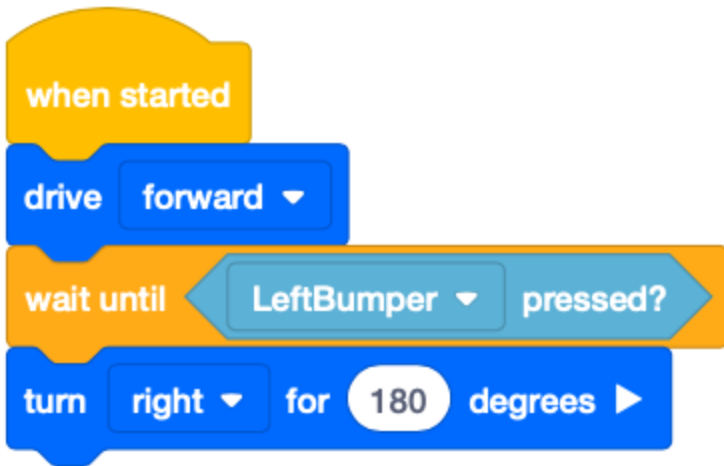 when started
drive forward
wait until LeftBumper pressed?
turn right for 180 degrees